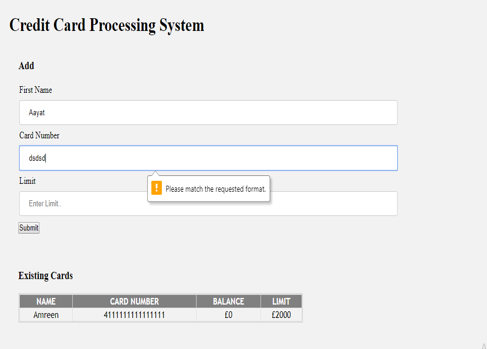 Credit Card Processing System
Add
First Name
Aayat
Card Number
dsdsd
Please match the requested format.
Limit
Enter Limit..
Submit
Existing Cards
NAME CARD NUMBER BALANCE LIMIT
Amreen 4111111111111111 £0 £2000